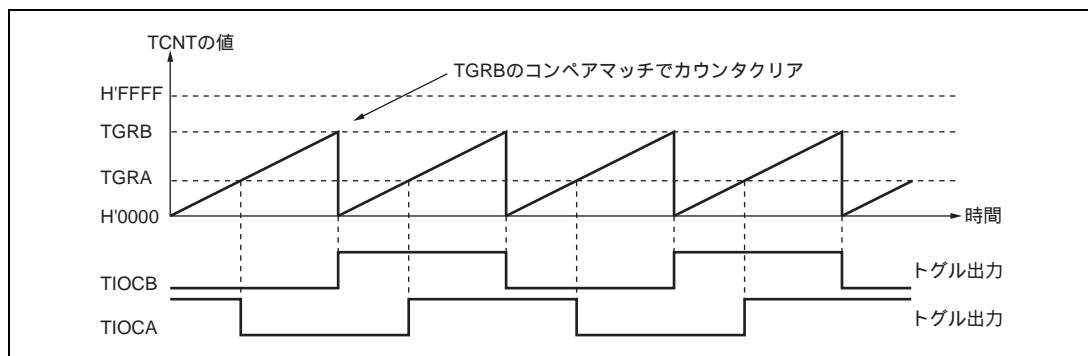 TCNTの値
TGRBのコンペアマッチでカウンタクリア
H'FFFF
TGRB
TGRA
H'0000
時間
TIOCB
トグル出力
TIOCA
トグル出力